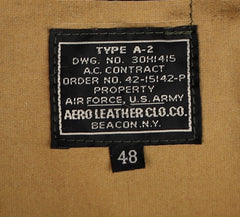 TYPE A-2
DWG. NO. 30H1415
A.C. CONTRACT
ORDER NO. 42-15142-P
PROPERTY
AIR FORCE, U.S. ARMY
AERO LEATHER CLO.CO.
BEACON. N.Y.
48